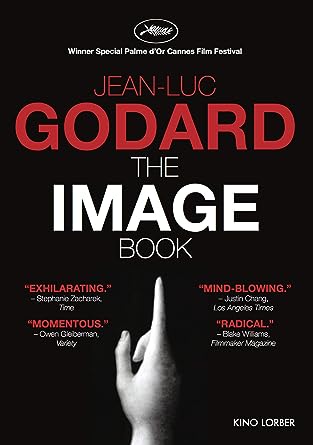 Winner Special Palme d'Or Cannes Film Festival
JEAN-LUC
GODARD
THE
IMAGE
BOOK
"EXHILARATING."
– Stephanie Zacharek,
Time
"MIND-BLOWING."
– Justin Chang,
Los Angeles Times
"MOMENTOUS."
– Owen Gleiberman,
Variety
"RADICAL."
– Blake Williams,
Filmmaker Magazine
KINO LORBER